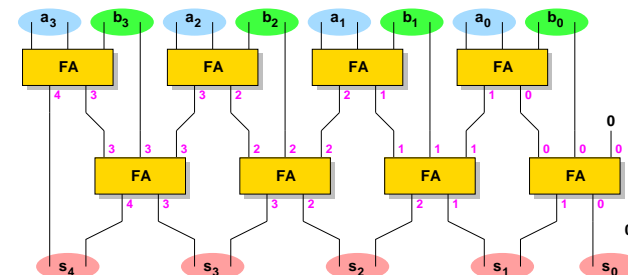 a3 b3 a2 b2 a1 b1 a0 b0
FA FA FA FA
4 3 3 2 2 1 1 0 0
3 3 3 2 2 2 1 1 1 0 0 0
FA FA FA FA
4 3 3 2 2 1 1 0
0
s4 s3 s2 s1 s0